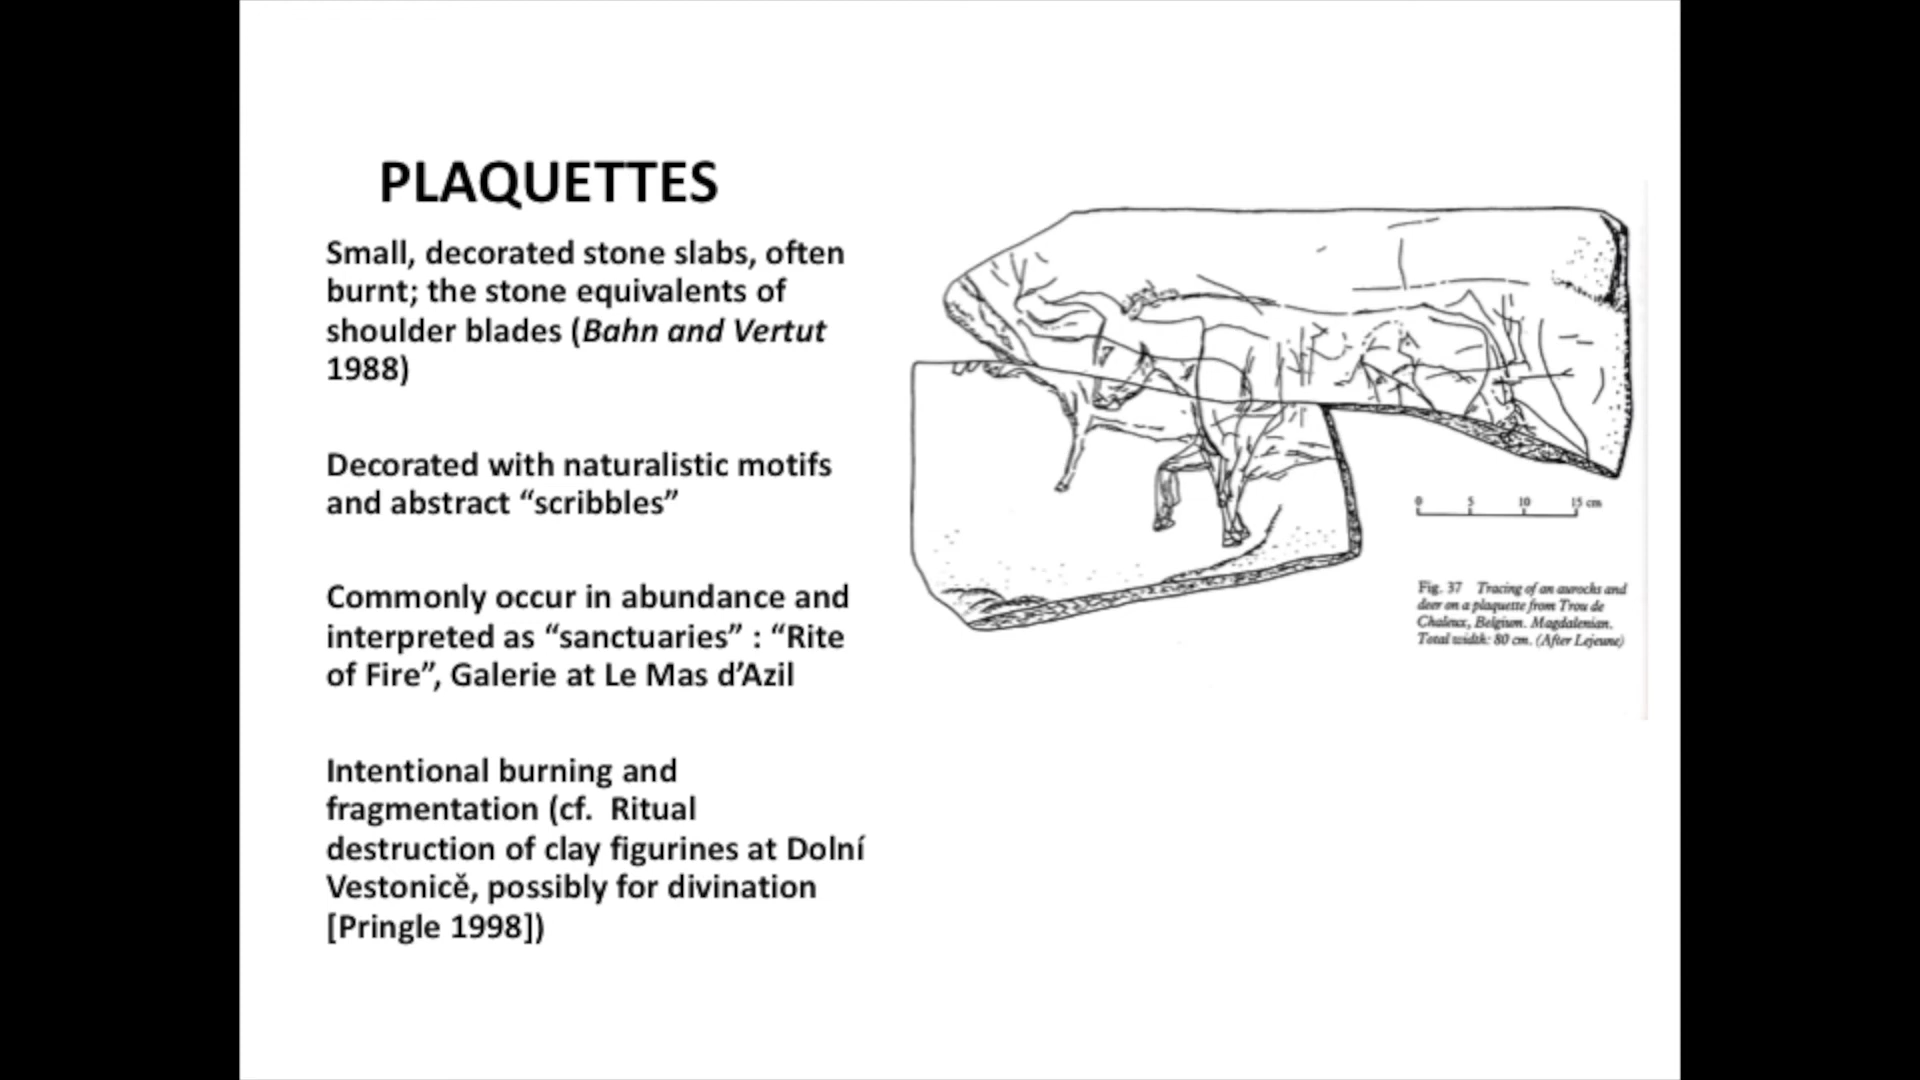 PLAQUETTES
Small, decorated stone slabs, often
burnt; the stone equivalents of
shoulder blades (Bahn and Vertut
1988)
Decorated with naturalistic motifs
and abstract “scribbles”
Commonly occur in abundance and
interpreted as “sanctuaries” : “Rite
of Fire”, Galerie at Le Mas d’Azil
Intentional burning and
fragmentation (cf.  Ritual
destruction of clay figurines at Dolní
Vestonicě, possibly for divination
[Pringle 1998])
0 5 10 15 cm
Fig. 37 Tracing of an aurochs and
deer on a plaquette from Trou de
Chaleux, Belgium. Magdalenian.
Total width: 80 cm. (After Lejeune)